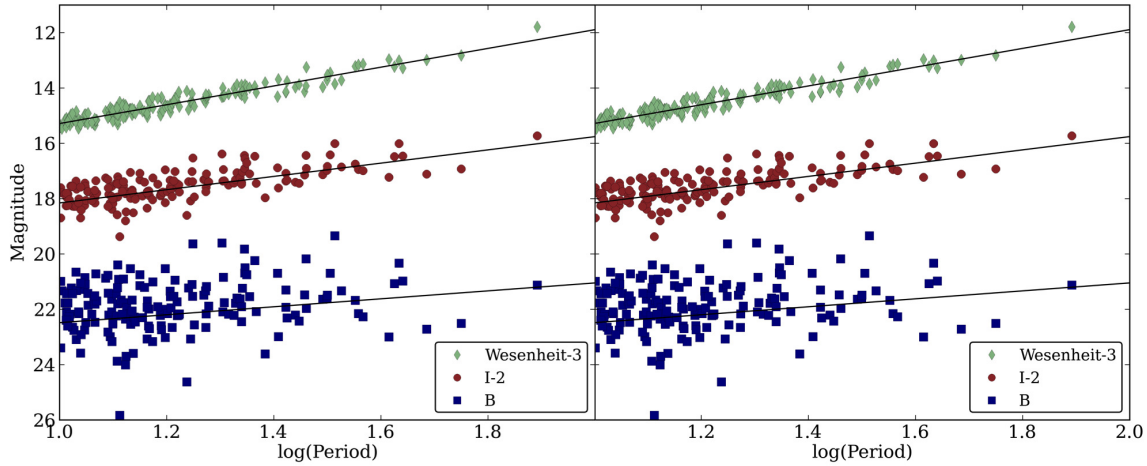 12
14
16
18
20
22
24
26
Magnitude
1.0 1.2 1.4 1.6 1.8
log(Period)
Wesenheit-3
I-2
B
1.2 1.4 1.6 1.8 2.0
log(Period)
Wesenheit-3
I-2
B